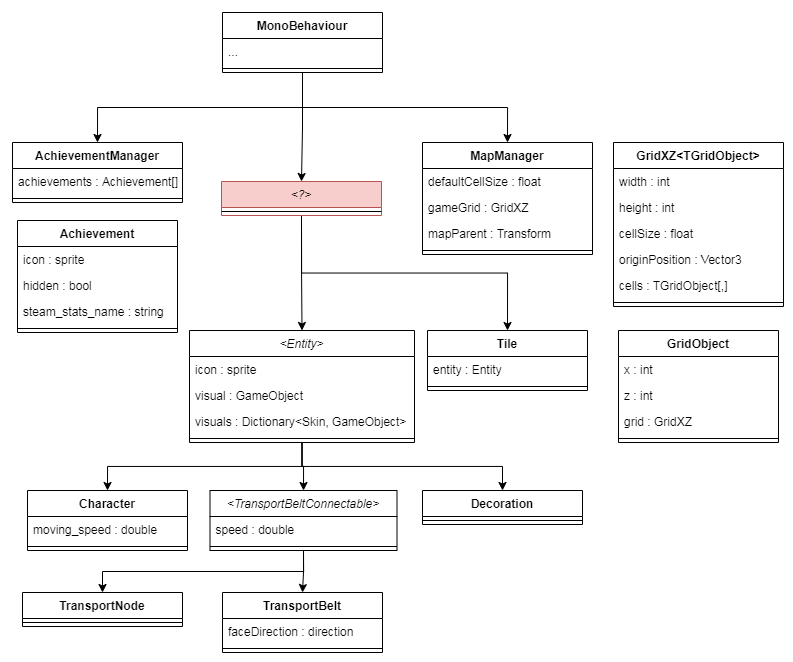 MonoBehaviour
...
AchievementManager
achievements : Achievement[]
<?>
MapManager
defaultCellSize : float
gameGrid : GridXZ
mapParent : Transform
GridXZ<TGridObject>
width : int
height : int
cellSize : float
originPosition : Vector3
cells : TGridObject[,]
Achievement
icon : sprite
hidden : bool
steam_stats_name : string
<Entity>
icon : sprite
visual : GameObject
visuals : Dictionary<Skin, GameObject>
Tile
entity : Entity
GridObject
x : int
z : int
grid : GridXZ
Character
moving_speed : double
<TransportBeltConnectable>
speed : double
Decoration
TransportNode
TransportBelt
faceDirection : direction